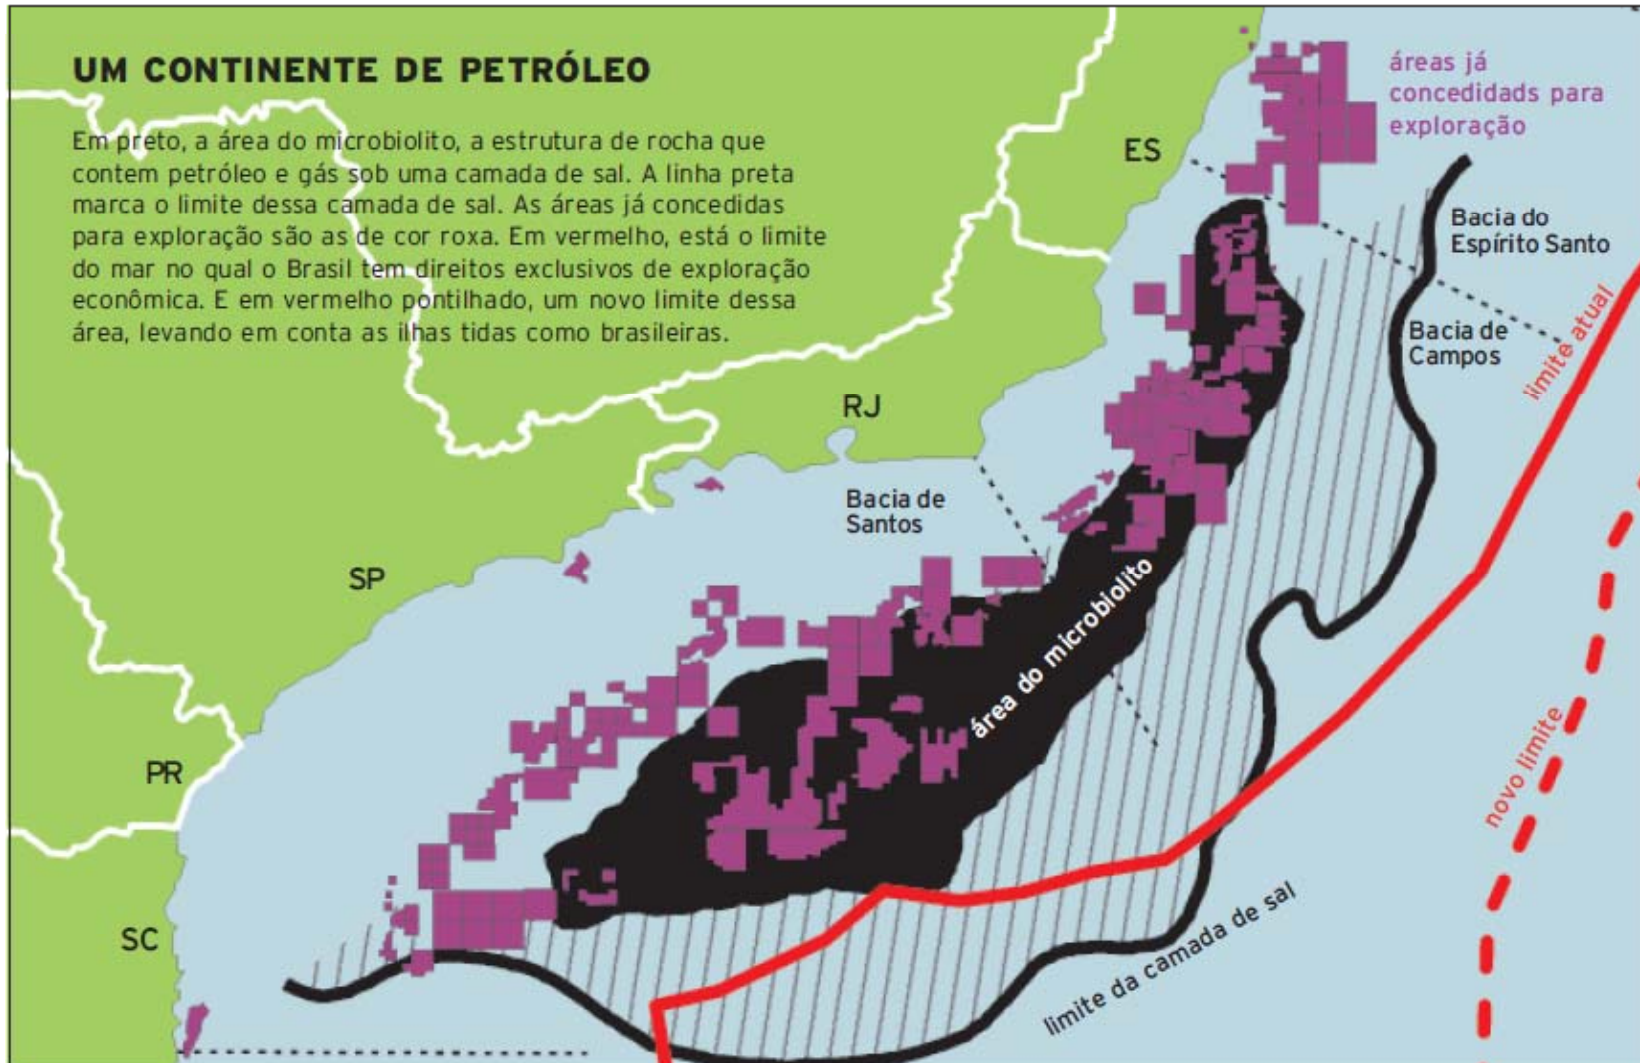 UM CONTINENTE DE PETRÓLEO
Em preto, a área do microbiolito, a estrutura de rocha que
contem petróleo e gás sob uma camada de sal. A linha preta
marca o limite dessa camada de sal. As áreas já concedidas
para exploração são as de cor roxa. Em vermelho, está o limite
do mar no qual o Brasil tem direitos exclusivos de exploração
econômica. E em vermelho pontilhado, um novo limite dessa
área, levando em conta as ilhas tidas como brasileiras.
áreas já
concedidads para
exploração
ES
Bacia do
Espírito Santo
limite atual
Bacia de
Campos
RJ
Bacia de
Santos
SP
área do microbiolito
novo limite
PR
SC
limite da camada de sal